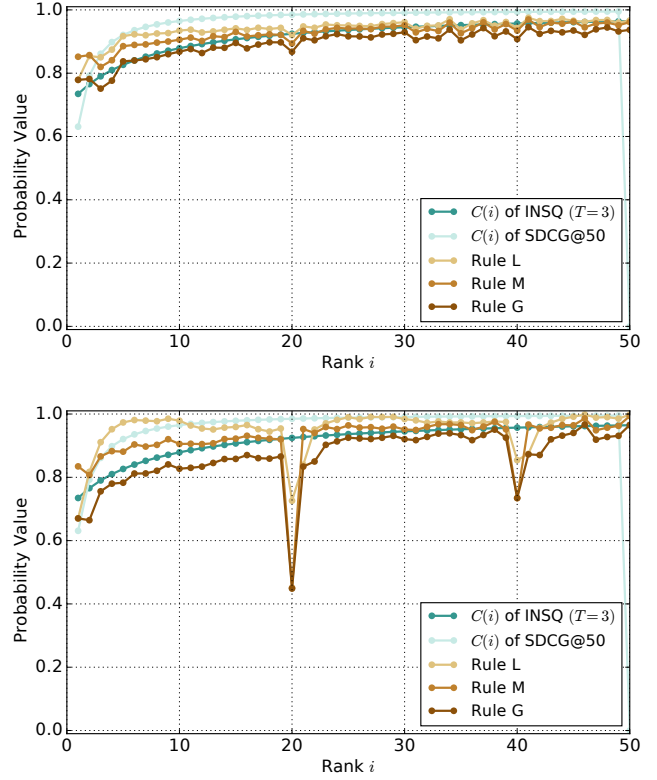 1.0
0.8
0.6
0.4
0.2
0.0
Probability Value
C(i) of INSQ (T=3)
C(i) of SDCG@50
Rule L
Rule M
Rule G
0 10 20 30 40 50
Rank i
1.0
0.8
0.6
0.4
0.2
0.0
Probability Value
C(i) of INSQ (T=3)
C(i) of SDCG@50
Rule L
Rule M
Rule G
0 10 20 30 40 50
Rank i